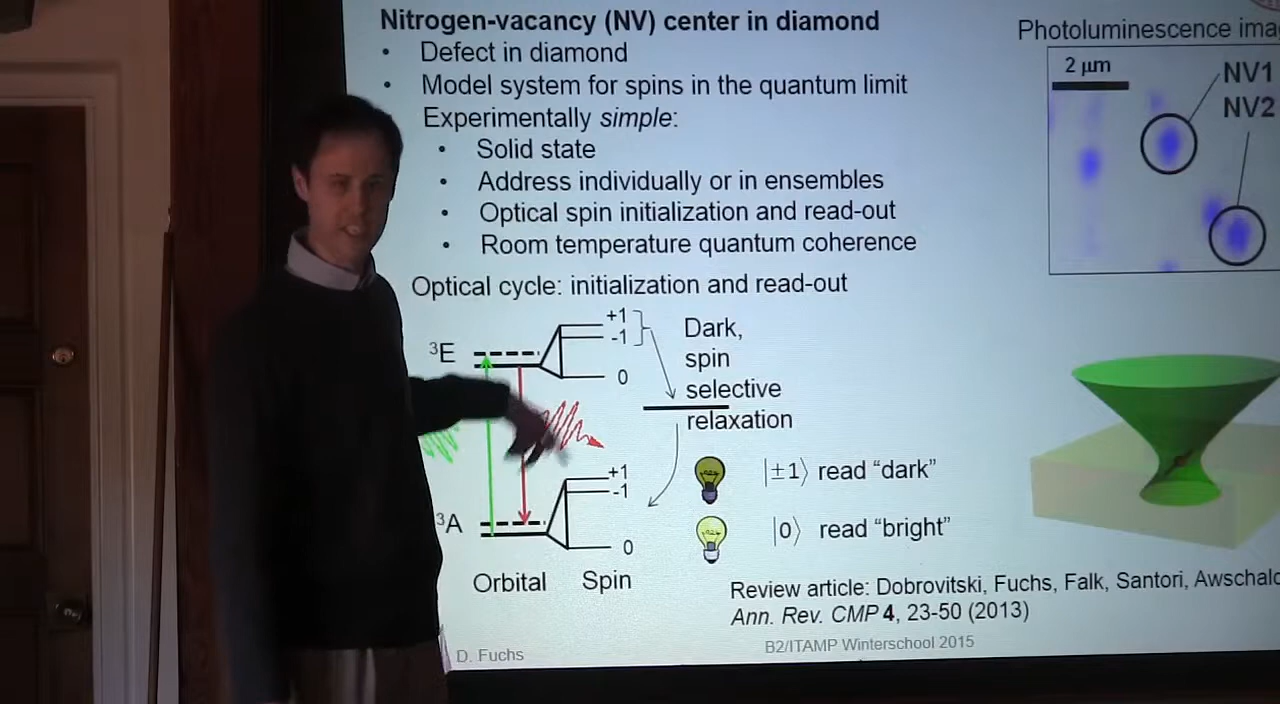 Nitrogen-vacancy (NV) center in diamond
• Defect in diamond
• Model system for spins in the quantum limit
Experimentally simple:
• Solid state
• Address individually or in ensembles
• Optical spin initialization and read-out
• Room temperature quantum coherence
Photoluminescence ima
2 μm
NV1
NV2
Optical cycle: initialization and read-out
³E
+1
-1
0
Dark,
spin
selective
relaxation
³A
+1
-1
0
Orbital
Spin
|±1⟩ read “dark”
|0⟩ read “bright”
Review article: Dobrovitski, Fuchs, Falk, Santori, Awschalo
Ann. Rev. CMP 4, 23-50 (2013)
D. Fuchs
B2/ITAMP Winterschool 2015